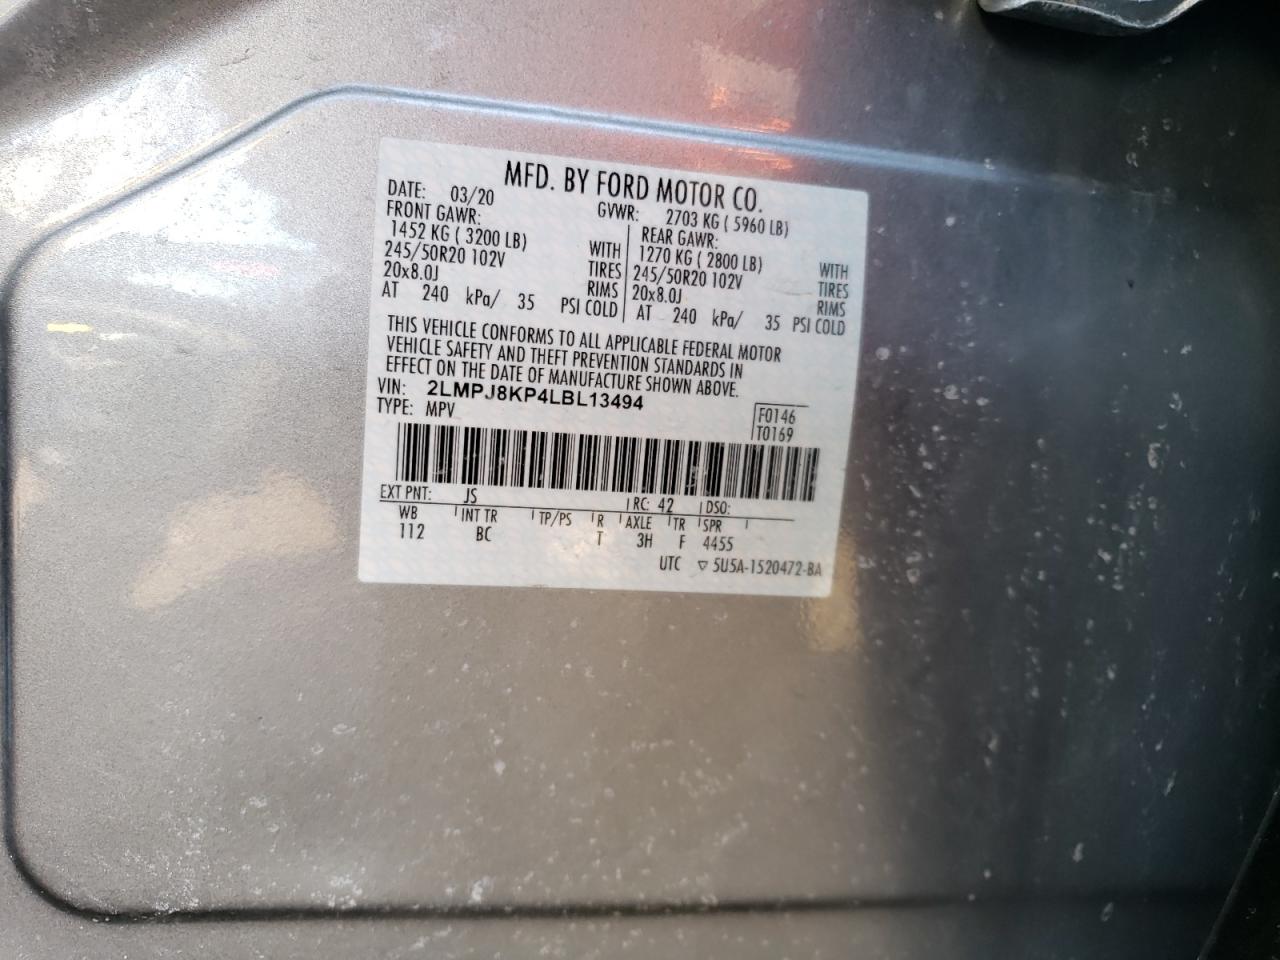 MFD. BY FORD MOTOR CO.
DATE: 03/20 GVWR: 2703 KG ( 5960 LB)
FRONT GAWR: REAR GAWR:
1452 KG ( 3200 LB) WITH 1270 KG ( 2800 LB) WITH
245/50R20 102V TIRES 245/50R20 102V TIRES
20x8.0J RIMS 20x8.0J RIMS
AT 240 kPa/ 35 PSI COLD AT 240 kPa/ 35 PSI COLD
THIS VEHICLE CONFORMS TO ALL APPLICABLE FEDERAL MOTOR
VEHICLE SAFETY AND THEFT PREVENTION STANDARDS IN
EFFECT ON THE DATE OF MANUFACTURE SHOWN ABOVE.
VIN: 2LMPJ8KP4LBL13494
TYPE: MPV F0146
T0169
EXT PNT: JS RC: 42 DSO:
WB INT TR TP/PS R AXLE TR SPR
112 BC T 3H F 4455
UTC ▽ 5U5A-1520472-BA